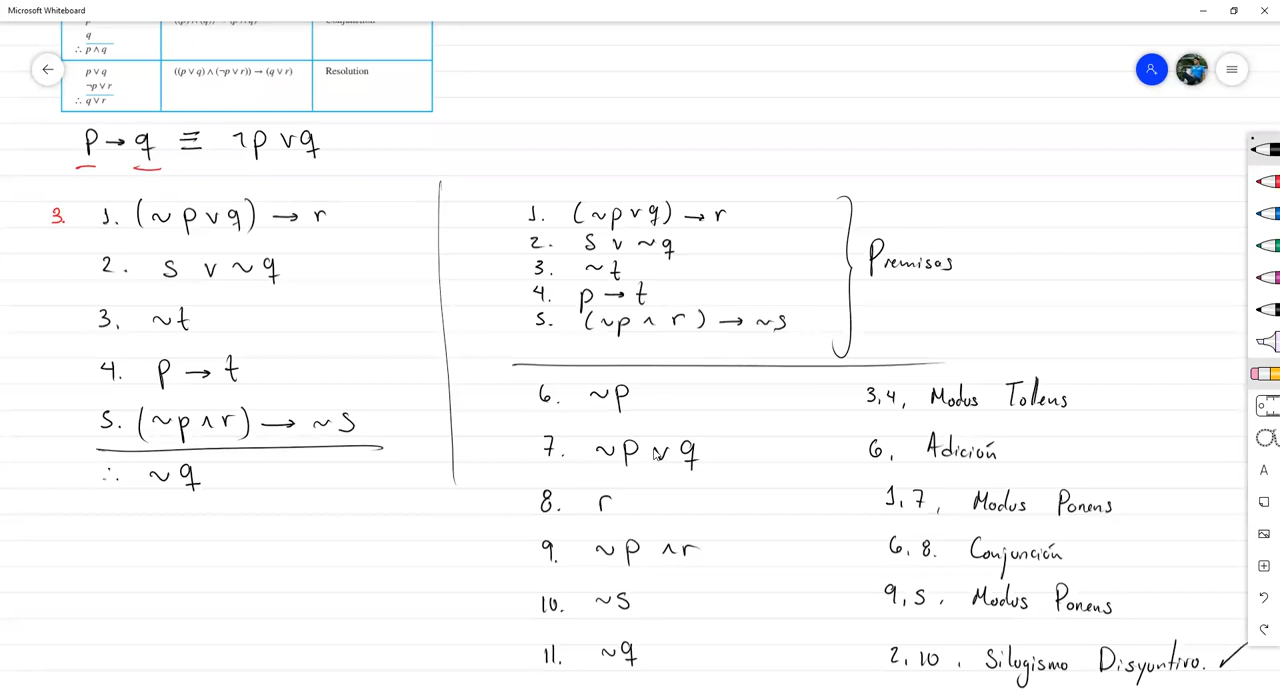 Microsoft Whiteboard
q
∴ p ∧ q
p ∨ q
¬p ∨ r
∴ q ∨ r
((p ∨ q) ∧ (¬p ∨ r)) → (q ∨ r)
Resolution
p → q ≡ ¬p ∨ q
3.
1. (~p ∨ q) → r
2. s ∨ ~q
3. ~t
4. p → t
5. (~p ∧ r) → ~s
∴ ~q
1. (~p ∨ q) → r
2. s ∨ ~q
3. ~t
4. p → t
5. (~p ∧ r) → ~s
Premisas
6. ~p 3,4, Modus Tollens
7. ~p ∨ q 6, Adición
8. r 1,7, Modus Ponens
9. ~p ∧ r 6,8. Conjunción
10. ~s 9,5. Modus Ponens
11. ~q 2,10. Silogismo Disyuntivo.
A